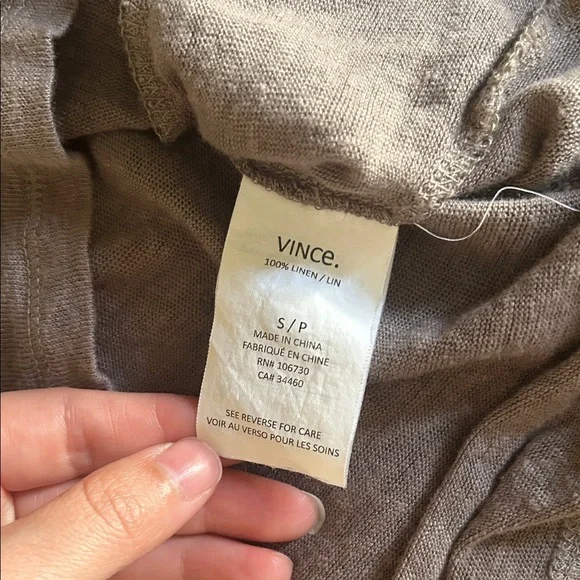 VINCe.
100% LINEN / LIN
S / P
MADE IN CHINA
FABRIQUÉ EN CHINE
RN# 106730
CA# 34460
SEE REVERSE FOR CARE
VOIR AU VERSO POUR LES SOINS